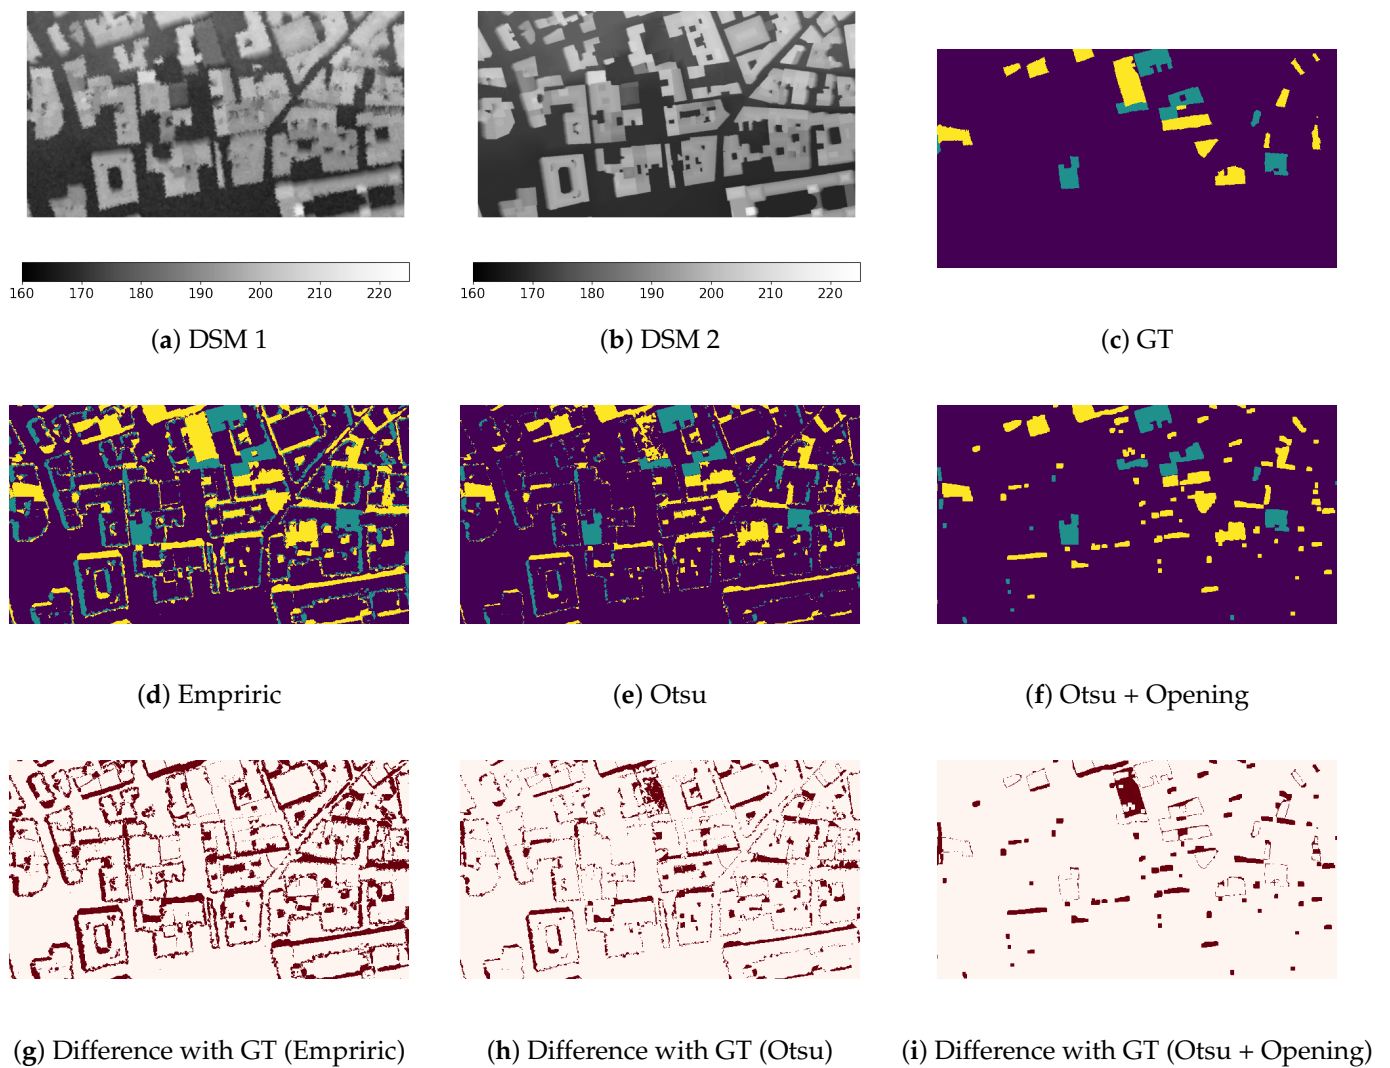 160 170 180 190 200 210 220
160 170 180 190 200 210 220
(a) DSM 1
(b) DSM 2
(c) GT
(d) Empriric
(e) Otsu
(f) Otsu + Opening
(g) Difference with GT (Empriric)
(h) Difference with GT (Otsu)
(i) Difference with GT (Otsu + Opening)